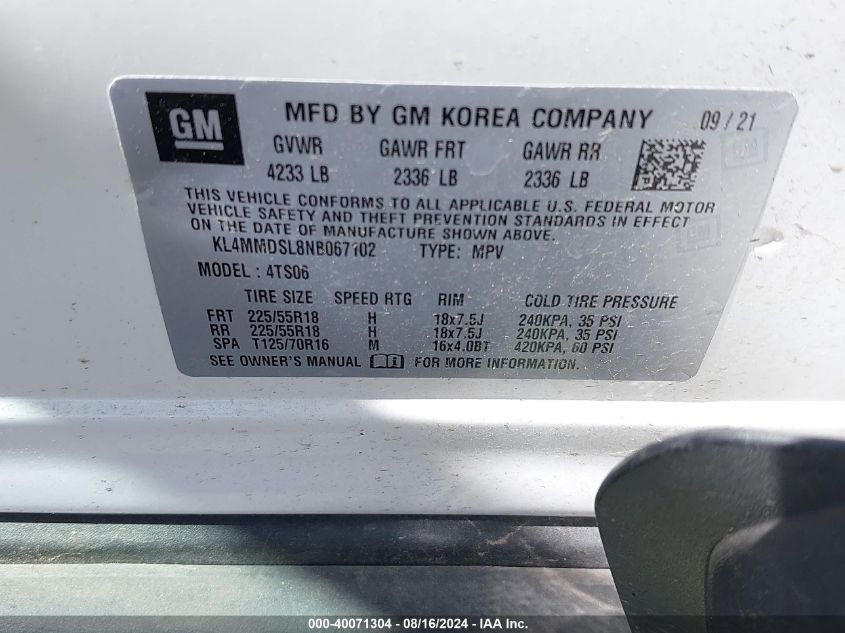 GM
MFD BY GM KOREA COMPANY 09/21
GVWR GAWR FRT GAWR RR
4233 LB 2336 LB 2336 LB
THIS VEHICLE CONFORMS TO ALL APPLICABLE U.S. FEDERAL MOTOR
VEHICLE SAFETY AND THEFT PREVENTION STANDARDS IN EFFECT
ON THE DATE OF MANUFACTURE SHOWN ABOVE.
KL4MMDSL8NB067102 TYPE: MPV
MODEL: 4TS06
TIRE SIZE SPEED RTG RIM COLD TIRE PRESSURE
FRT 225/55R18 H 18x7.5J 240KPA, 35 PSI
RR 225/55R18 H 18x7.5J 240KPA, 35 PSI
SPA T125/70R16 M 16x4.0BT 420KPA, 60 PSI
SEE OWNER'S MANUAL FOR MORE INFORMATION.
000-40071304 - 08/16/2024 - IAA Inc.